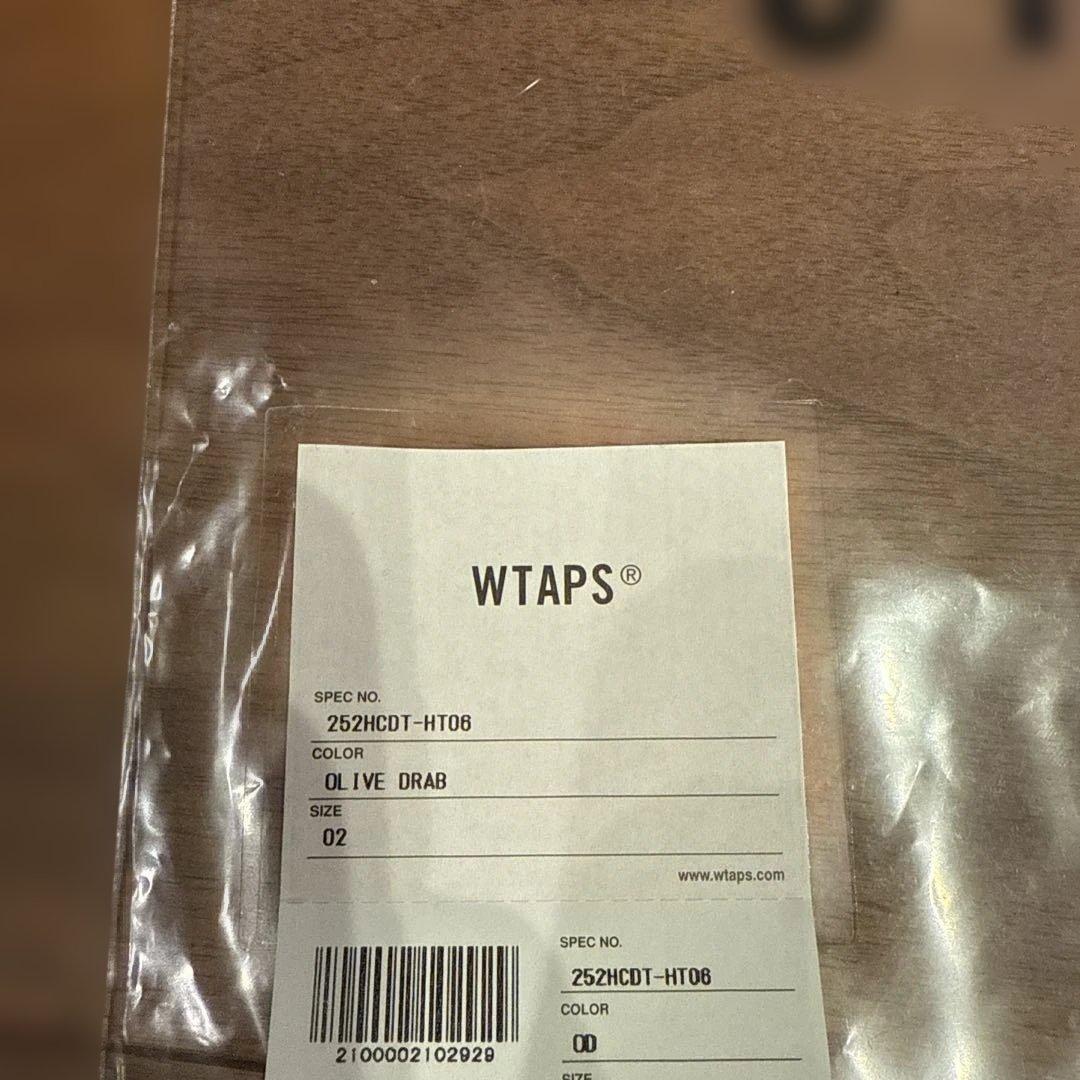 WTAPS®
SPEC NO.
252HCDT-HT06
COLOR
OLIVE DRAB
SIZE
02
www.wtaps.com
SPEC NO.
252HCDT-HT06
COLOR
OD
SIZE
2100002102929